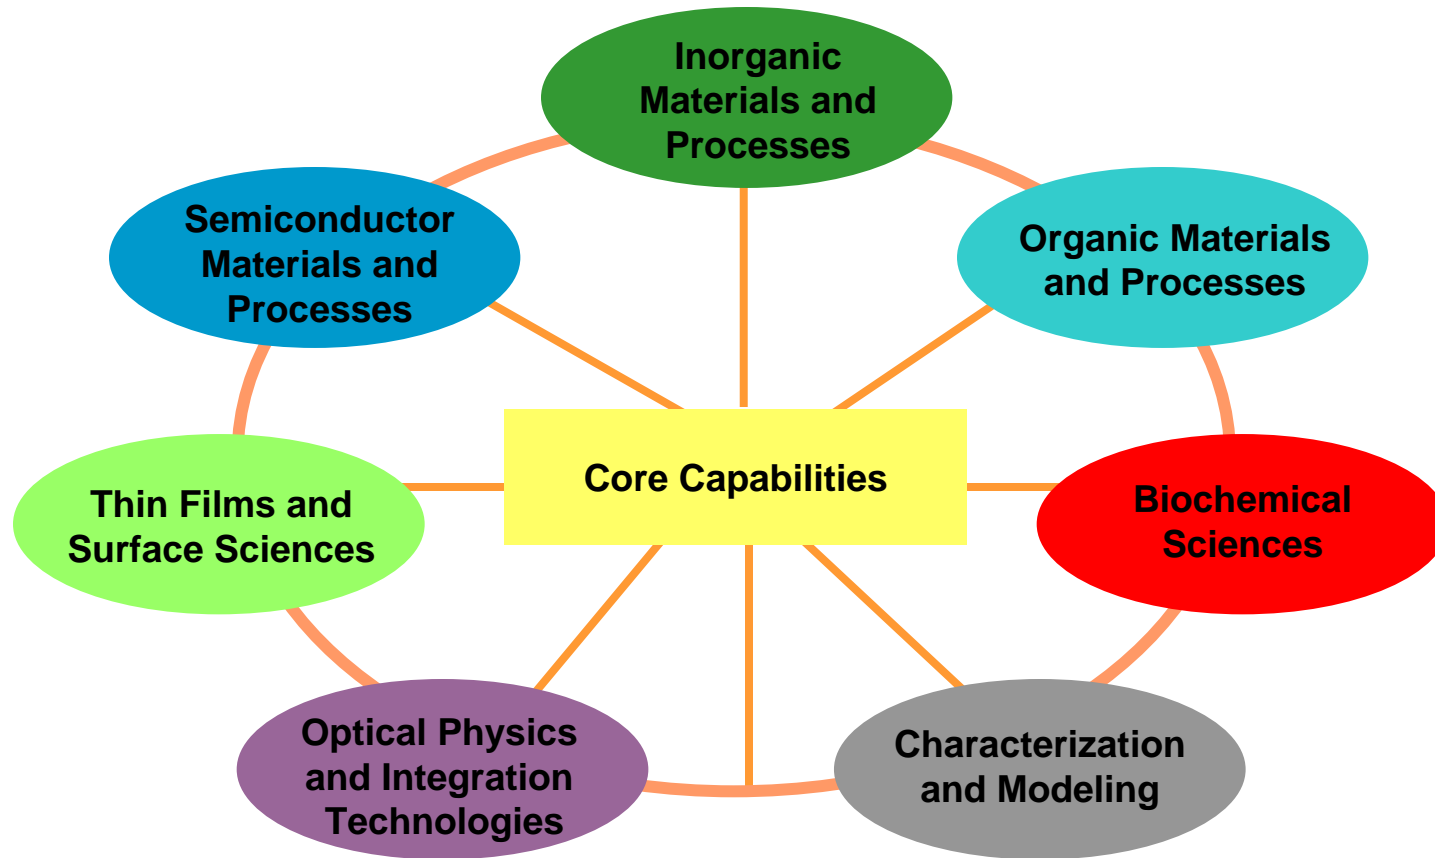 Inorganic
Materials and
Processes
Semiconductor
Materials and
Processes
Organic Materials
and Processes
Core Capabilities
Thin Films and
Surface Sciences
Biochemical
Sciences
Optical Physics
and Integration
Technologies
Characterization
and Modeling